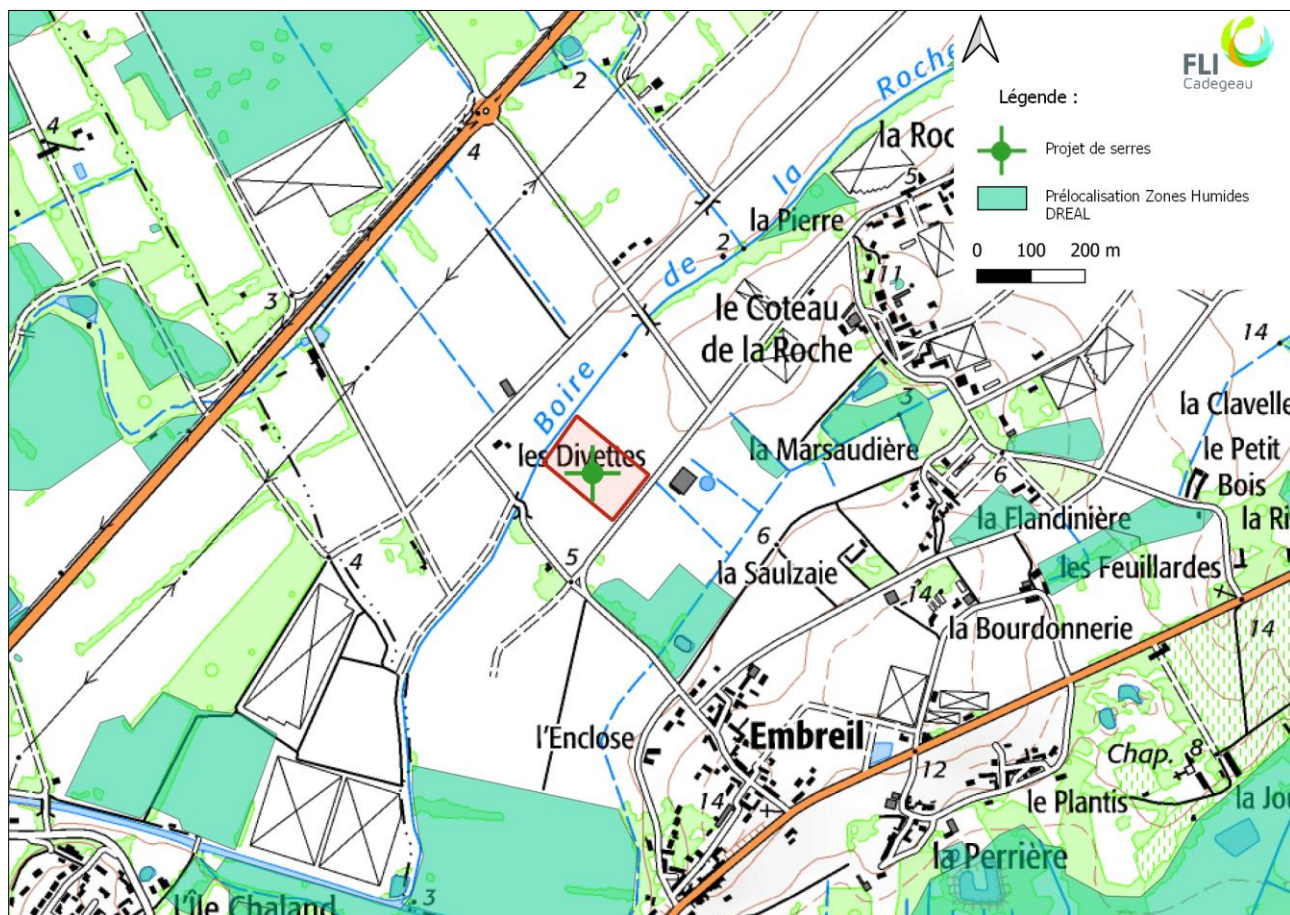 FLI
Cadegeau
Légende :
Projet de serres
Prélocalisation Zones Humides
DREAL
0 100 200 m
2
4
4
Roche
la Roc
5
la
la Pierre
de
2
11
3
le Coteau
de la Roche
14
Boire
3
la Clavelle
les Divettes
la Marsaudière
le Petit
Bois
6
la Flandinière
la Ri
6
4
5
la Saulzaie
les Feuillardes
14
la Bourdonnerie
14
l'Enclose
Embreil
Chap. 8
12
14
le Plantis
la Jou
la Perrière
l'Île Chaland
3